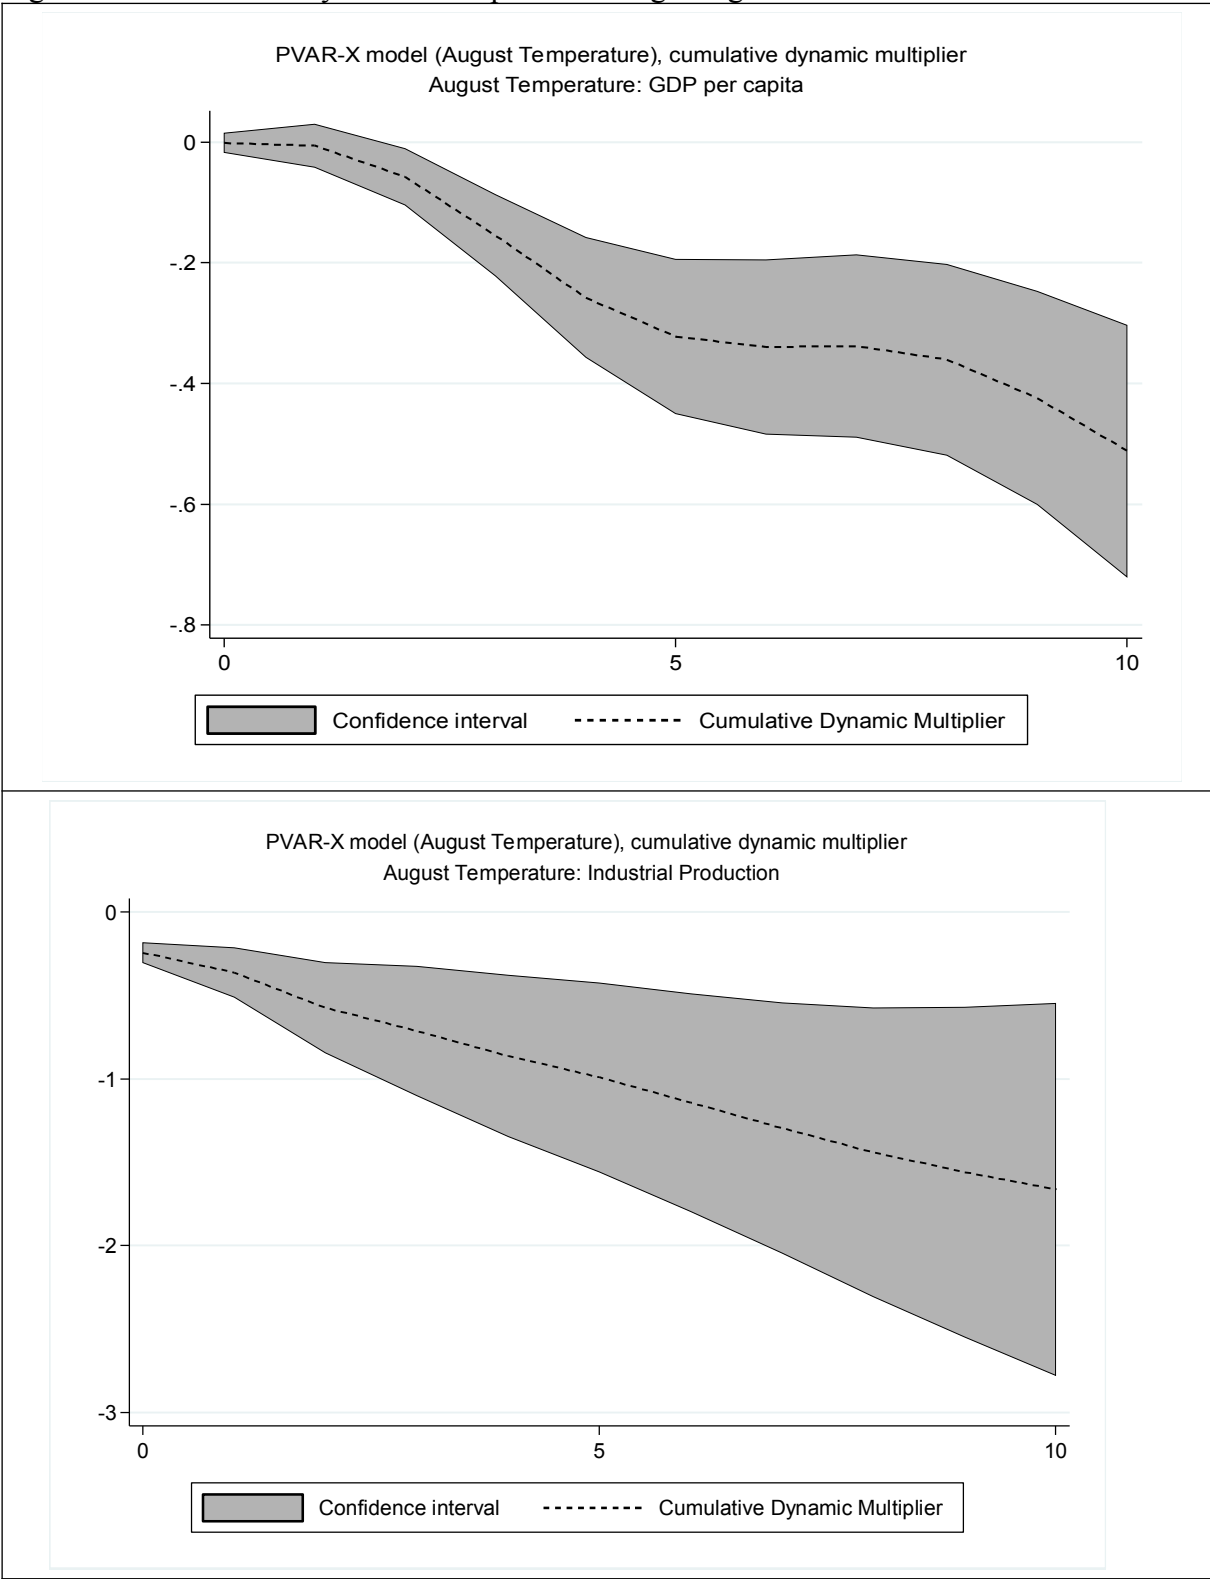 PVAR-X model (August Temperature), cumulative dynamic multiplier
August Temperature: GDP per capita
0
-.2
-.4
-.6
-.8
0 5 10
Confidence interval Cumulative Dynamic Multiplier
PVAR-X model (August Temperature), cumulative dynamic multiplier
August Temperature: Industrial Production
0
-1
-2
-3
0 5 10
Confidence interval Cumulative Dynamic Multiplier